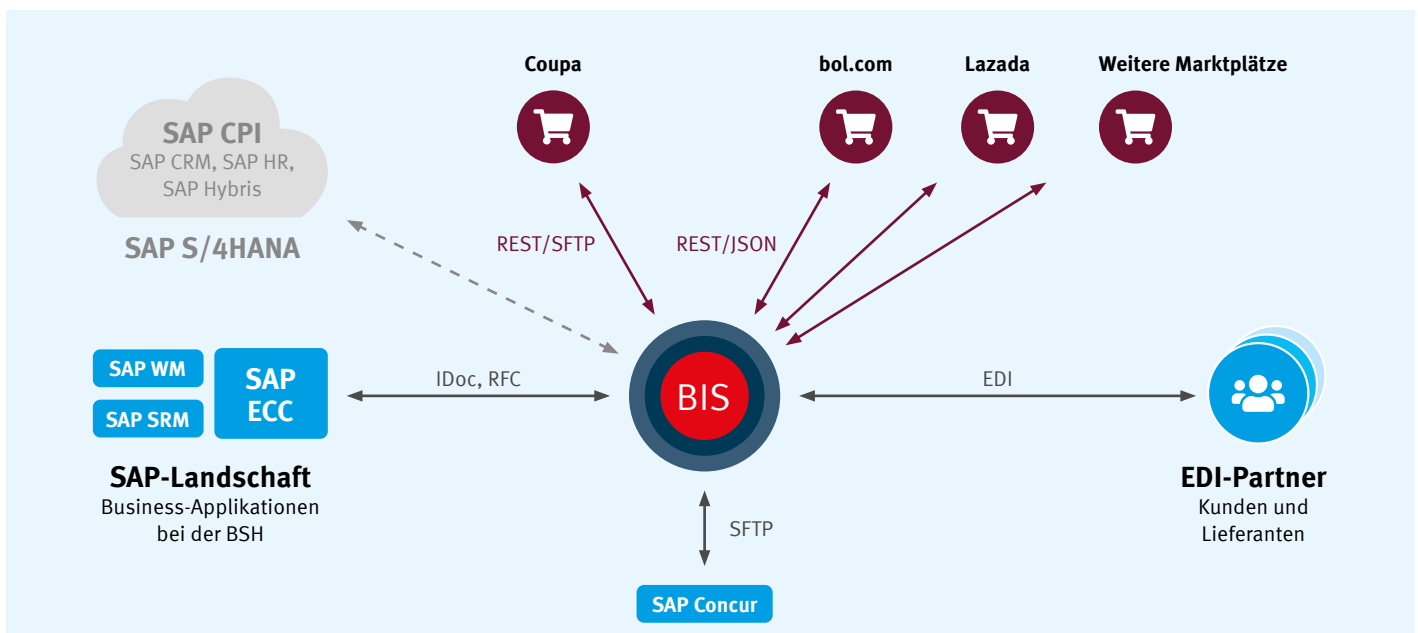 Coupa
bol.com
Lazada
Weitere Marktplätze
SAP CPI
SAP CRM, SAP HR,
SAP Hybris
SAP S/4HANA
REST/SFTP
REST/JSON
SAP WM
SAP SRM
SAP
ECC
IDoc, RFC
BIS
EDI
SAP-Landschaft
Business-Applikationen
bei der BSH
EDI-Partner
Kunden und
Lieferanten
SFTP
SAP Concur